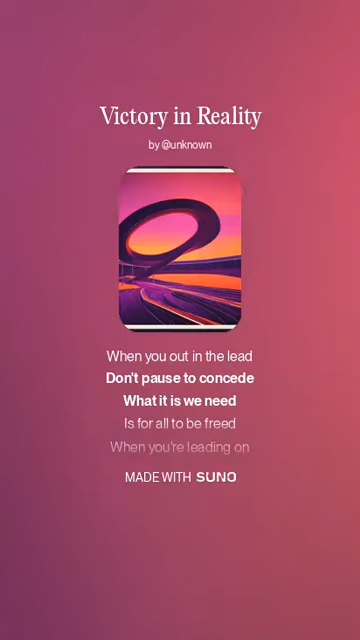 Victory in Reality
by @unknown
When you out in the lead
Don't pause to concede
What it is we need
Is for all to be freed
When you're leading on
MADE WITH SUNO